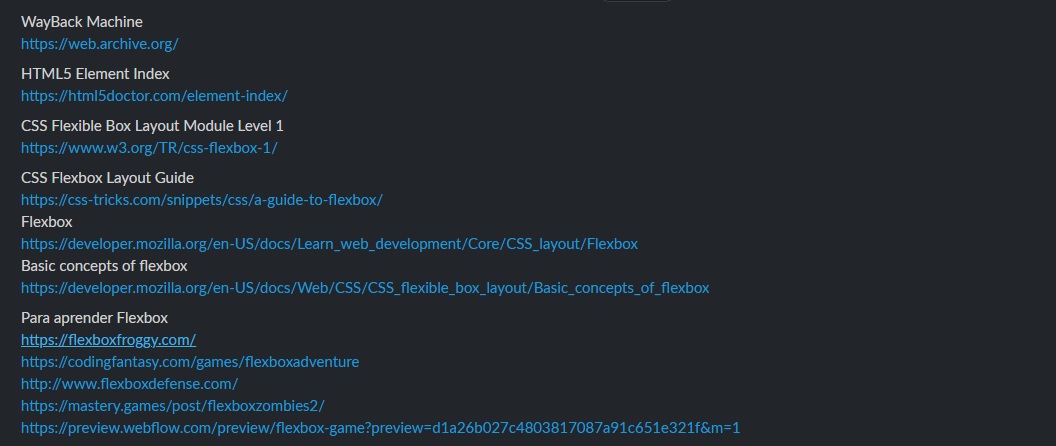 WayBack Machine
https://web.archive.org/
HTML5 Element Index
https://html5doctor.com/element-index/
CSS Flexible Box Layout Module Level 1
https://www.w3.org/TR/css-flexbox-1/
CSS Flexbox Layout Guide
https://css-tricks.com/snippets/css/a-guide-to-flexbox/
Flexbox
https://developer.mozilla.org/en-US/docs/Learn_web_development/Core/CSS_layout/Flexbox
Basic concepts of flexbox
https://developer.mozilla.org/en-US/docs/Web/CSS/CSS_flexible_box_layout/Basic_concepts_of_flexbox
Para aprender Flexbox
https://flexboxfroggy.com/
https://codingfantasy.com/games/flexboxadventure
http://www.flexboxdefense.com/
https://mastery.games/post/flexboxzombies2/
https://preview.webflow.com/preview/flexbox-game?preview=d1a26b027c4803817087a91c651e321f&m=1